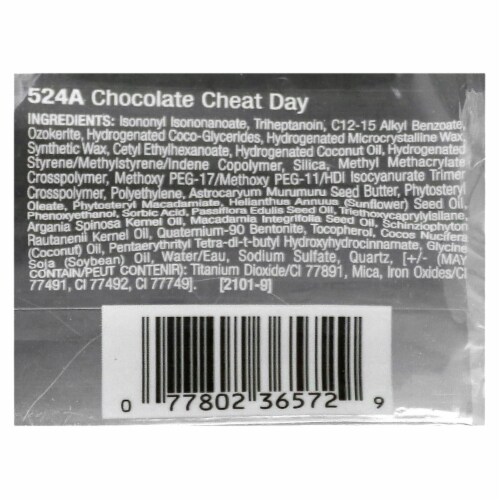 524A Chocolate Cheat Day
INGREDIENTS: Isononyl Isononanoate, Triheptanoin, C12-15 Alkyl Benzoate,
Ozokerite, Hydrogenated Coco-Glycerides, Hydrogenated Microcrystalline Wax,
Synthetic Wax, Cetyl Ethylhexanoate, Hydrogenated Coconut Oil, Hydrogenated
Styrene/Methylstyrene/Indene Copolymer, Silica, Methyl Methacrylate
Crosspolymer, Methoxy PEG-17/Methoxy PEG-11/HDI Isocyanurate Trimer
Crosspolymer, Polyethylene, Astrocaryum Murumuru Seed Butter, Phytosteryl
Oleate, Phytosteryl Macadamiate, Helianthus Annuus (Sunflower) Seed Oil,
Phenoxyethanol, Sorbic Acid, Passiflora Edulis Seed Oil, Triethoxycaprylylsilane,
Argania Spinosa Kernel Oil, Macadamia Integrifolia Seed Oil, Schinziophyton
Rautanenii Kernel Oil, Quaternium-90 Bentonite, Tocopherol, Cocos Nucifera
(Coconut) Oil, Pentaerythrityl Tetra-di-t-butyl Hydroxyhydrocinnamate, Glycine
Soja (Soybean) Oil, Water/Eau, Sodium Sulfate, Quartz, [+/- (MAY
CONTAIN/PEUT CONTENIR): Titanium Dioxide/CI 77891, Mica, Iron Oxides/CI
77491, CI 77492, CI 77749]. [2101-9]
0 77802 36572 9